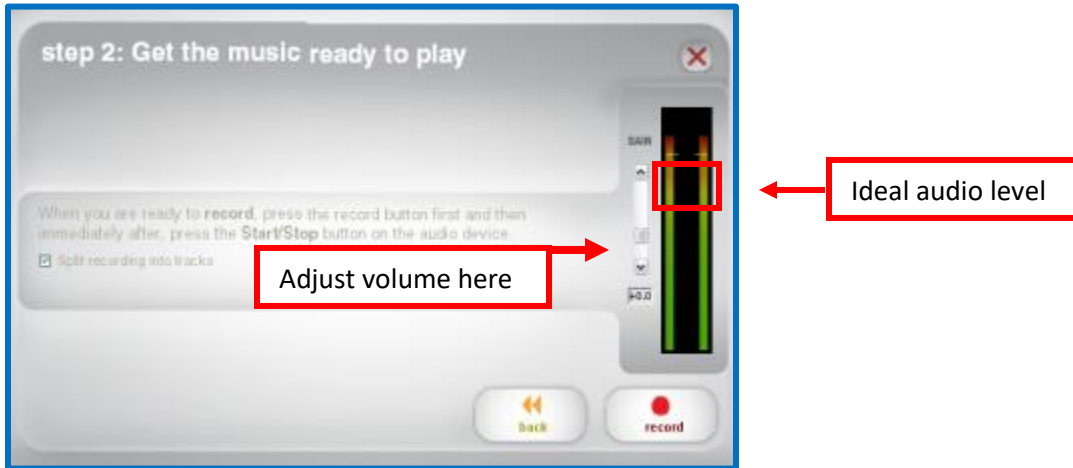 step 2: Get the music ready to play
GAIN
Ideal audio level
When you are ready to record, press the record button first and then
immediately after, press the Start/Stop button on the audio device.
Split recording into tracks
Adjust volume here
+0.0
back
record